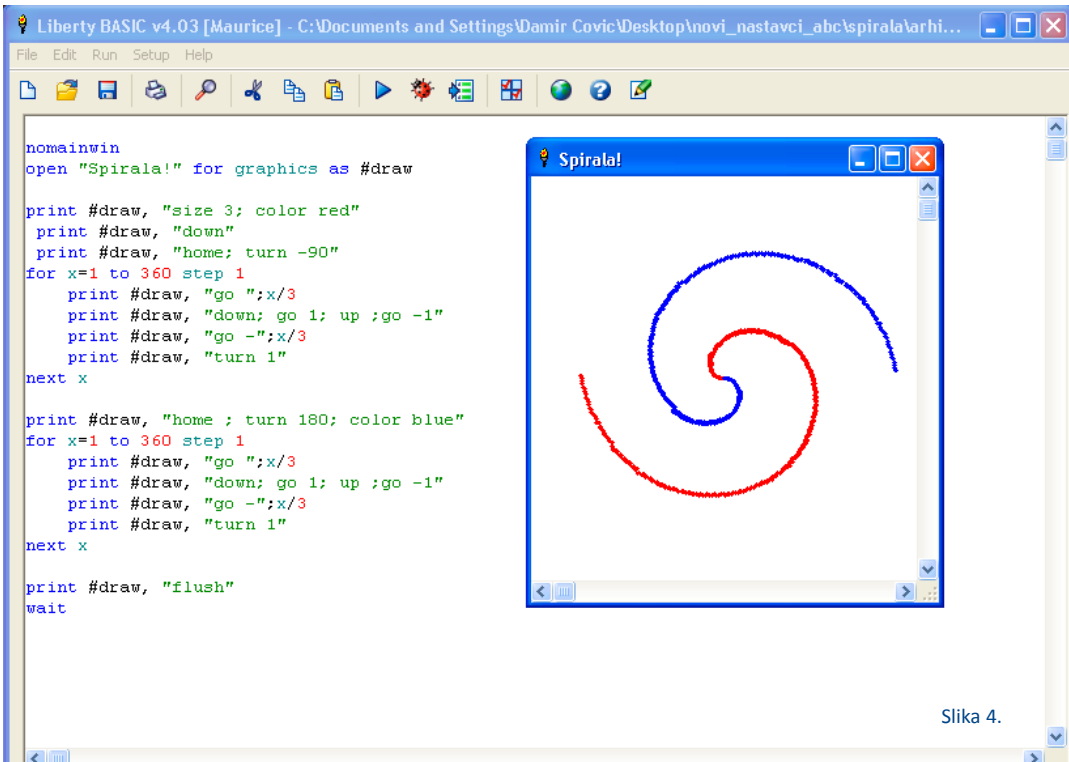 Liberty BASIC v4.03 [Maurice] - C:\Documents and Settings\Damir Covic\Desktop\novi_nastavci_abc\spirala\arhi...
File Edit Run Setup Help
nomainwin
open "Spirala!" for graphics as #draw
print #draw, "size 3; color red"
print #draw, "down"
print #draw, "home; turn -90"
for x=1 to 360 step 1
print #draw, "go ";x/3
print #draw, "down; go 1; up ;go -1"
print #draw, "go -";x/3
print #draw, "turn 1"
next x
print #draw, "home ; turn 180; color blue"
for x=1 to 360 step 1
print #draw, "go ";x/3
print #draw, "down; go 1; up ;go -1"
print #draw, "go -";x/3
print #draw, "turn 1"
next x
print #draw, "flush"
wait
Spirala!
Slika 4.